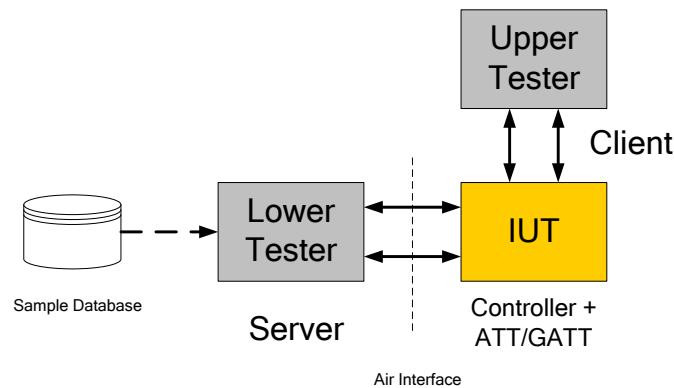 Upper
Tester
Client
Lower
Tester
IUT
Sample Database
Server
Controller +
ATT/GATT
Air Interface